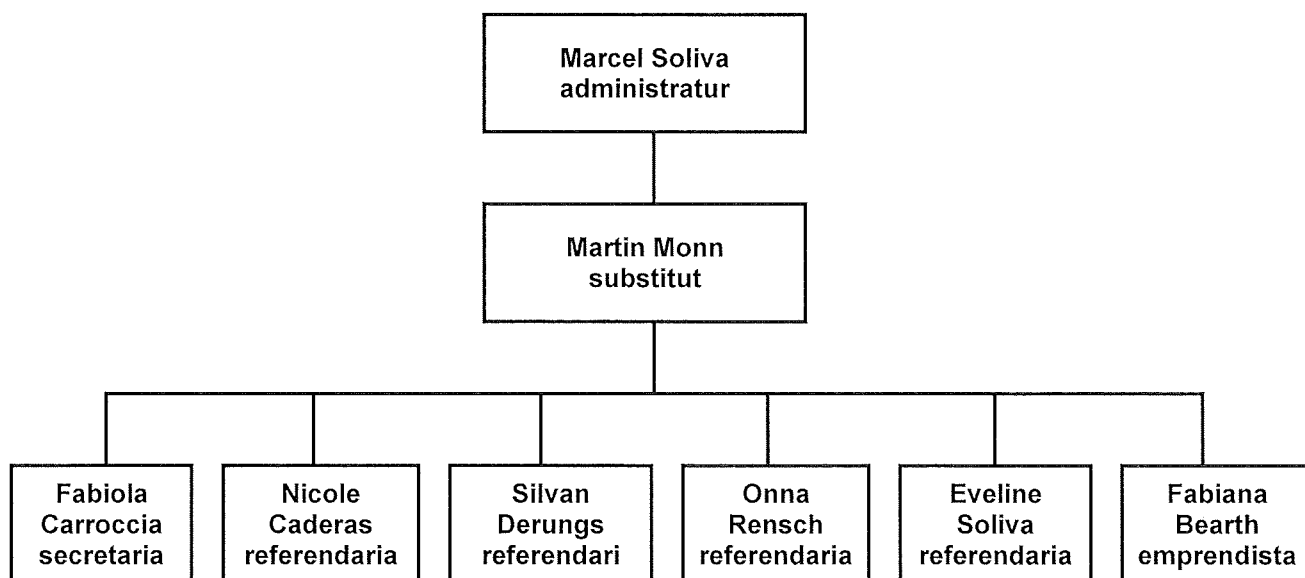 Marcel Soliva
administratur
Martin Monn
substitut
Fabiola
Carroccia
secretaria
Nicole
Caderas
referendaria
Silvan
Derungs
referendari
Onna
Rensch
referendaria
Eveline
Soliva
referendaria
Fabiana
Bearth
emprendista